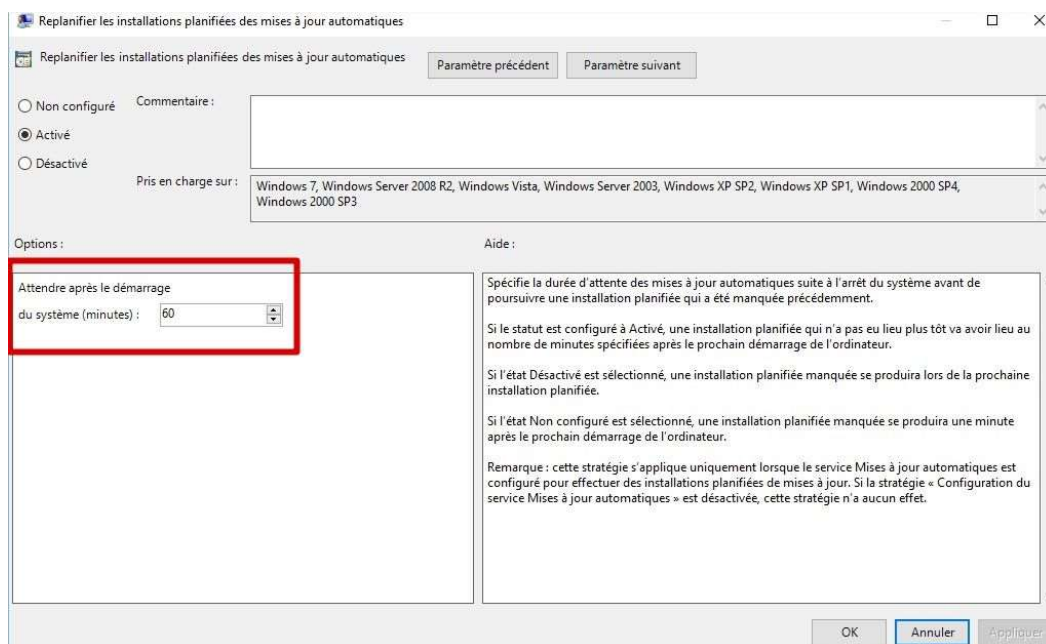 Replanifier les installations planifiées des mises à jour automatiques
Replanifier les installations planifiées des mises à jour automatiques
Paramètre précédent
Paramètre suivant
Non configuré
Commentaire :
Activé
Désactivé
Pris en charge sur :
Windows 7, Windows Server 2008 R2, Windows Vista, Windows Server 2003, Windows XP SP2, Windows XP SP1, Windows 2000 SP4,
Windows 2000 SP3
Options :
Aide :
Attendre après le démarrage
du système (minutes) :
60
Spécifie la durée d'attente des mises à jour automatiques suite à l'arrêt du système avant de
poursuivre une installation planifiée qui a été manquée précédemment.
Si le statut est configuré à Activé, une installation planifiée qui n'a pas eu lieu plus tôt va avoir lieu au
nombre de minutes spécifiées après le prochain démarrage de l'ordinateur.
Si l'état Désactivé est sélectionné, une installation planifiée manquée se produira lors de la prochaine
installation planifiée.
Si l'état Non configuré est sélectionné, une installation planifiée manquée se produira une minute
après le prochain démarrage de l'ordinateur.
Remarque : cette stratégie s'applique uniquement lorsque le service Mises à jour automatiques est
configuré pour effectuer des installations planifiées de mises à jour. Si la stratégie « Configuration du
service Mises à jour automatiques » est désactivée, cette stratégie n'a aucun effet.
OK
Annuler
Appliquer